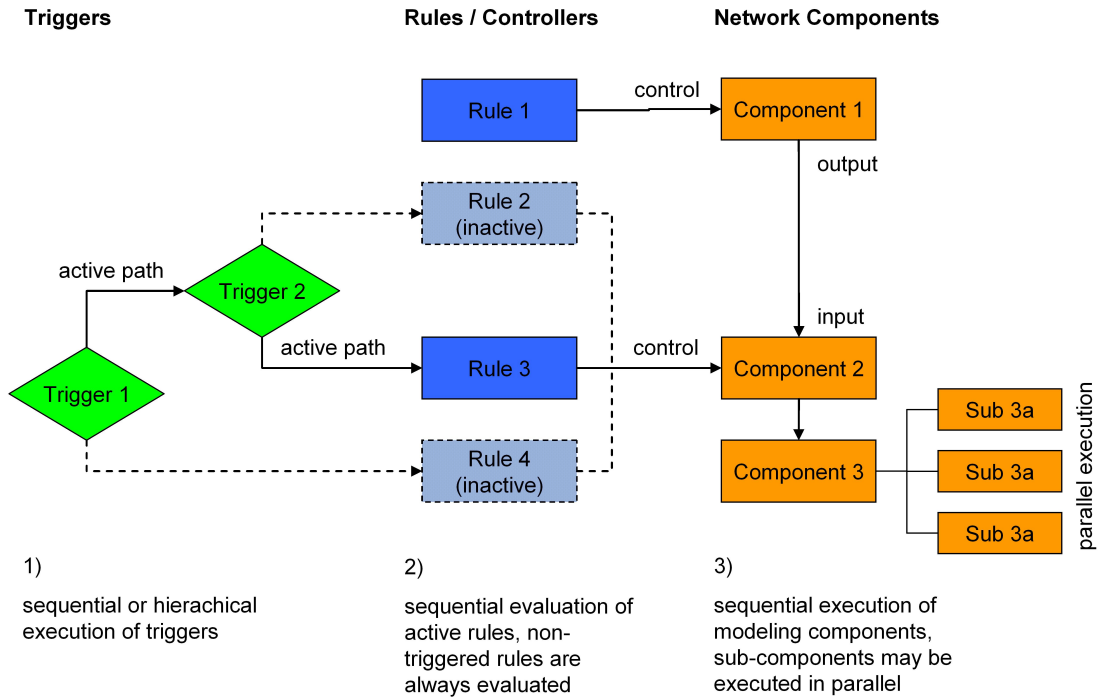 Triggers
Rules / Controllers
Network Components
Rule 1
control
Component 1
output
Rule 2
(inactive)
active path
Trigger 2
input
active path
Rule 3
control
Component 2
Trigger 1
Sub 3a
Rule 4
(inactive)
Component 3
Sub 3a
Sub 3a
parallel execution
1)
sequential or hierachical
execution of triggers
2)
sequential evaluation of
active rules, non-
triggered rules are
always evaluated
3)
sequential execution of
modeling components,
sub-components may be
executed in parallel